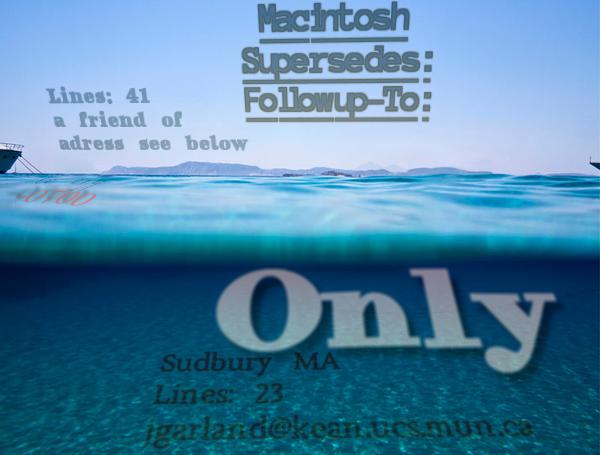 Macintosh
Supersedes:
Followup-To:
Lines: 41
a friend of
adress see below
Only
Sudbury MA
Lines: 23
jgarland@kean.ucs.mun.ca